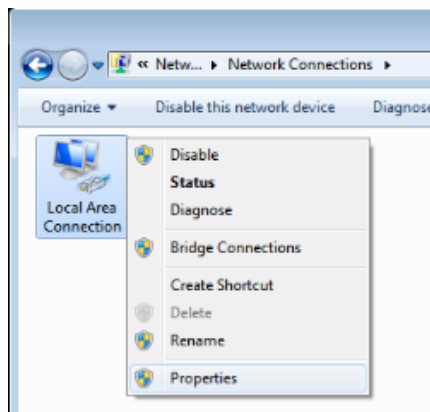 « Netw... ▸ Network Connections ▸
Organize ▾ Disable this network device Diagnose
Local Area
Connection
Disable
Status
Diagnose
Bridge Connections
Create Shortcut
Delete
Rename
Properties